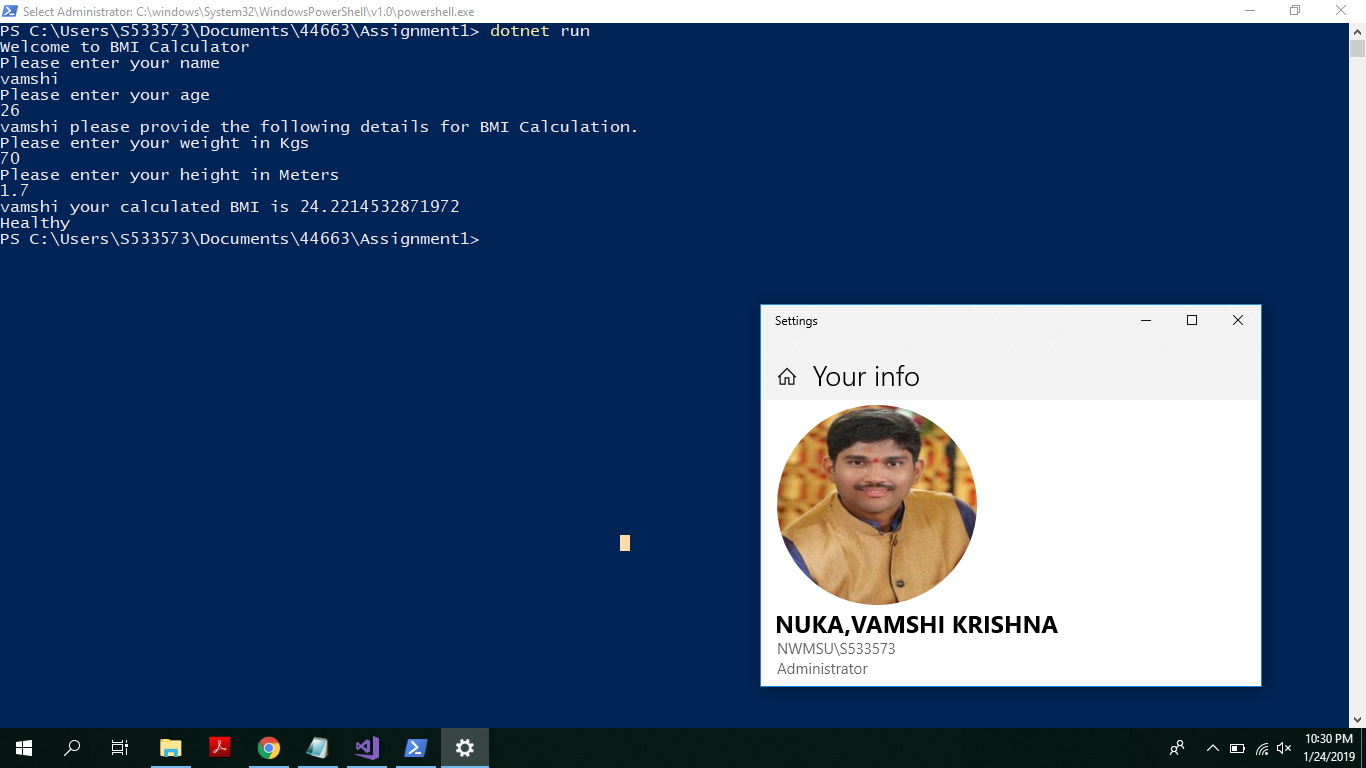 Select Administrator: C:\windows\System32\WindowsPowerShell\v1.0\powershell.exe
PS C:\Users\S533573\Documents\44663\Assignment1> dotnet run
Welcome to BMI Calculator
Please enter your name
vamshi
Please enter your age
26
vamshi please provide the following details for BMI Calculation.
Please enter your weight in Kgs
70
Please enter your height in Meters
1.7
vamshi your calculated BMI is 24.2214532871972
Healthy
PS C:\Users\S533573\Documents\44663\Assignment1>
Settings
Your info
NUKA,VAMSHI KRISHNA
NWMSU\S533573
Administrator
10:30 PM
1/24/2019